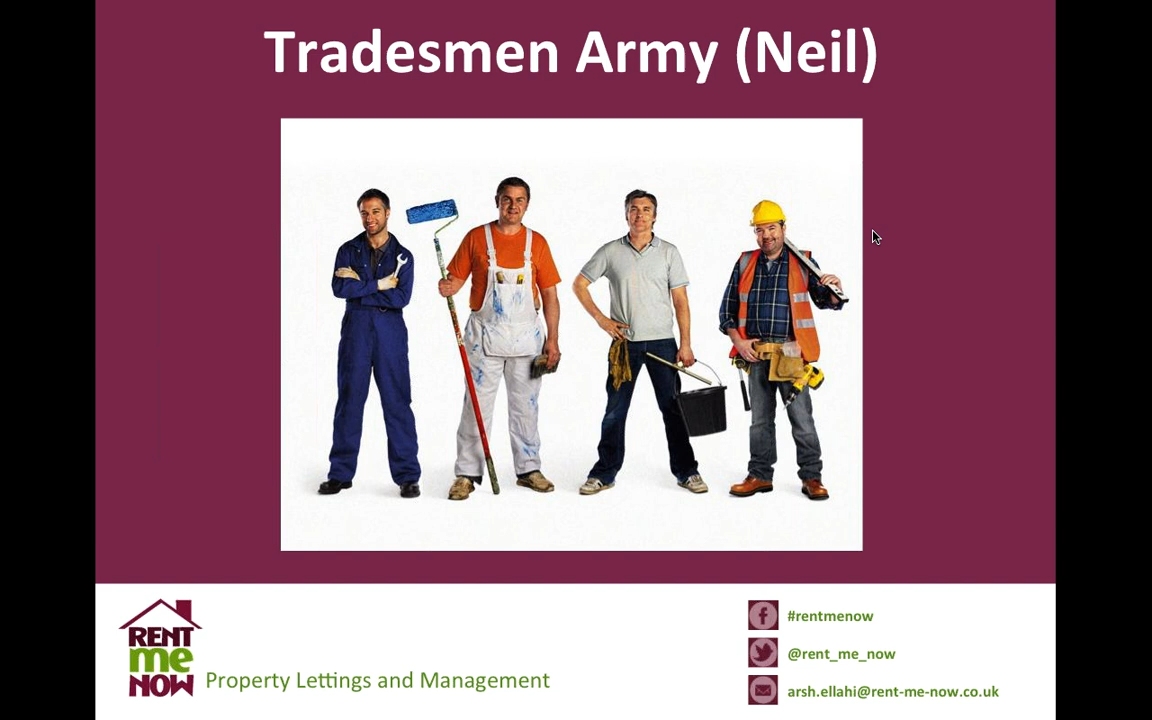 Tradesmen Army (Neil)
RENT
me
NOW
Property Lettings and Management
#rentmenow
@rent_me_now
arsh.ellahi@rent-me-now.co.uk